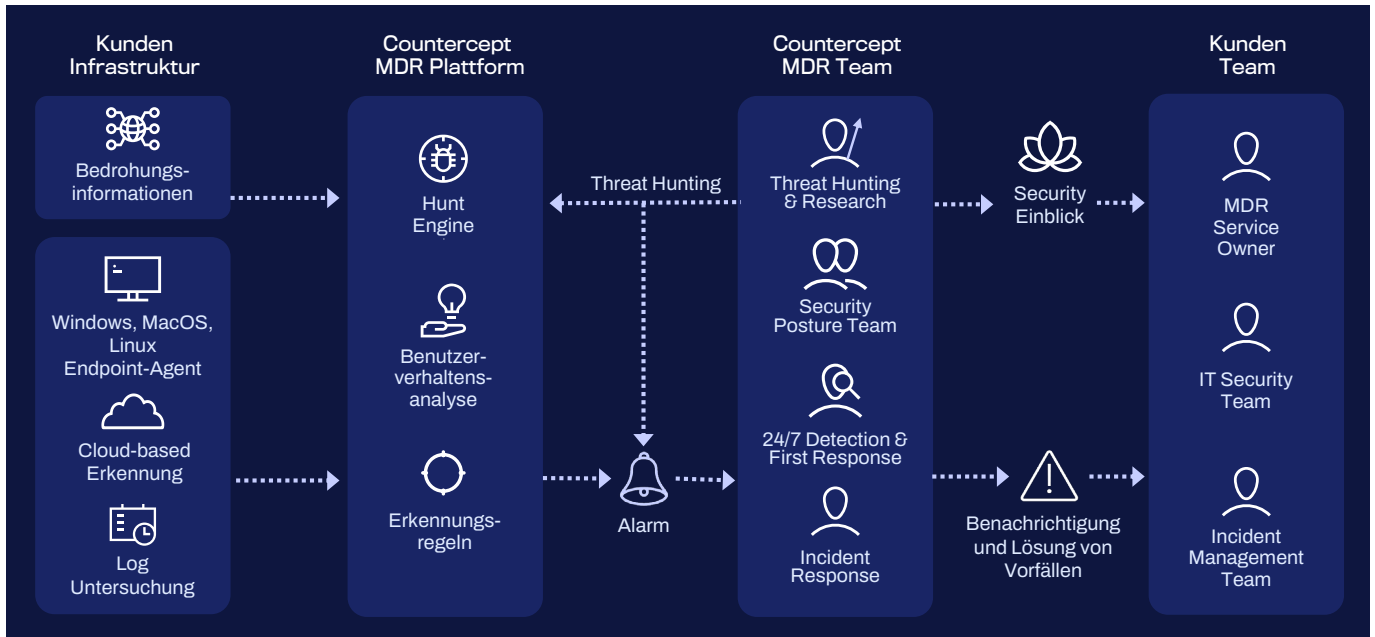 Kunden
Infrastruktur
Bedrohungs-
informationen
Windows, MacOS,
Linux
Endpoint-Agent
Cloud-based
Erkennung
Log
Untersuchung
Countercept
MDR Plattform
Hunt
Engine
Benutzer-
verhaltens-
analyse
Erkennungs-
regeln
Threat Hunting
Alarm
Countercept
MDR Team
Threat Hunting
& Research
Security
Posture Team
24/7 Detection &
First Response
Incident
Response
Security
Einblick
Benachrichtigung
und Lösung von
Vorfällen
Kunden
Team
MDR
Service
Owner
IT Security
Team
Incident
Management
Team